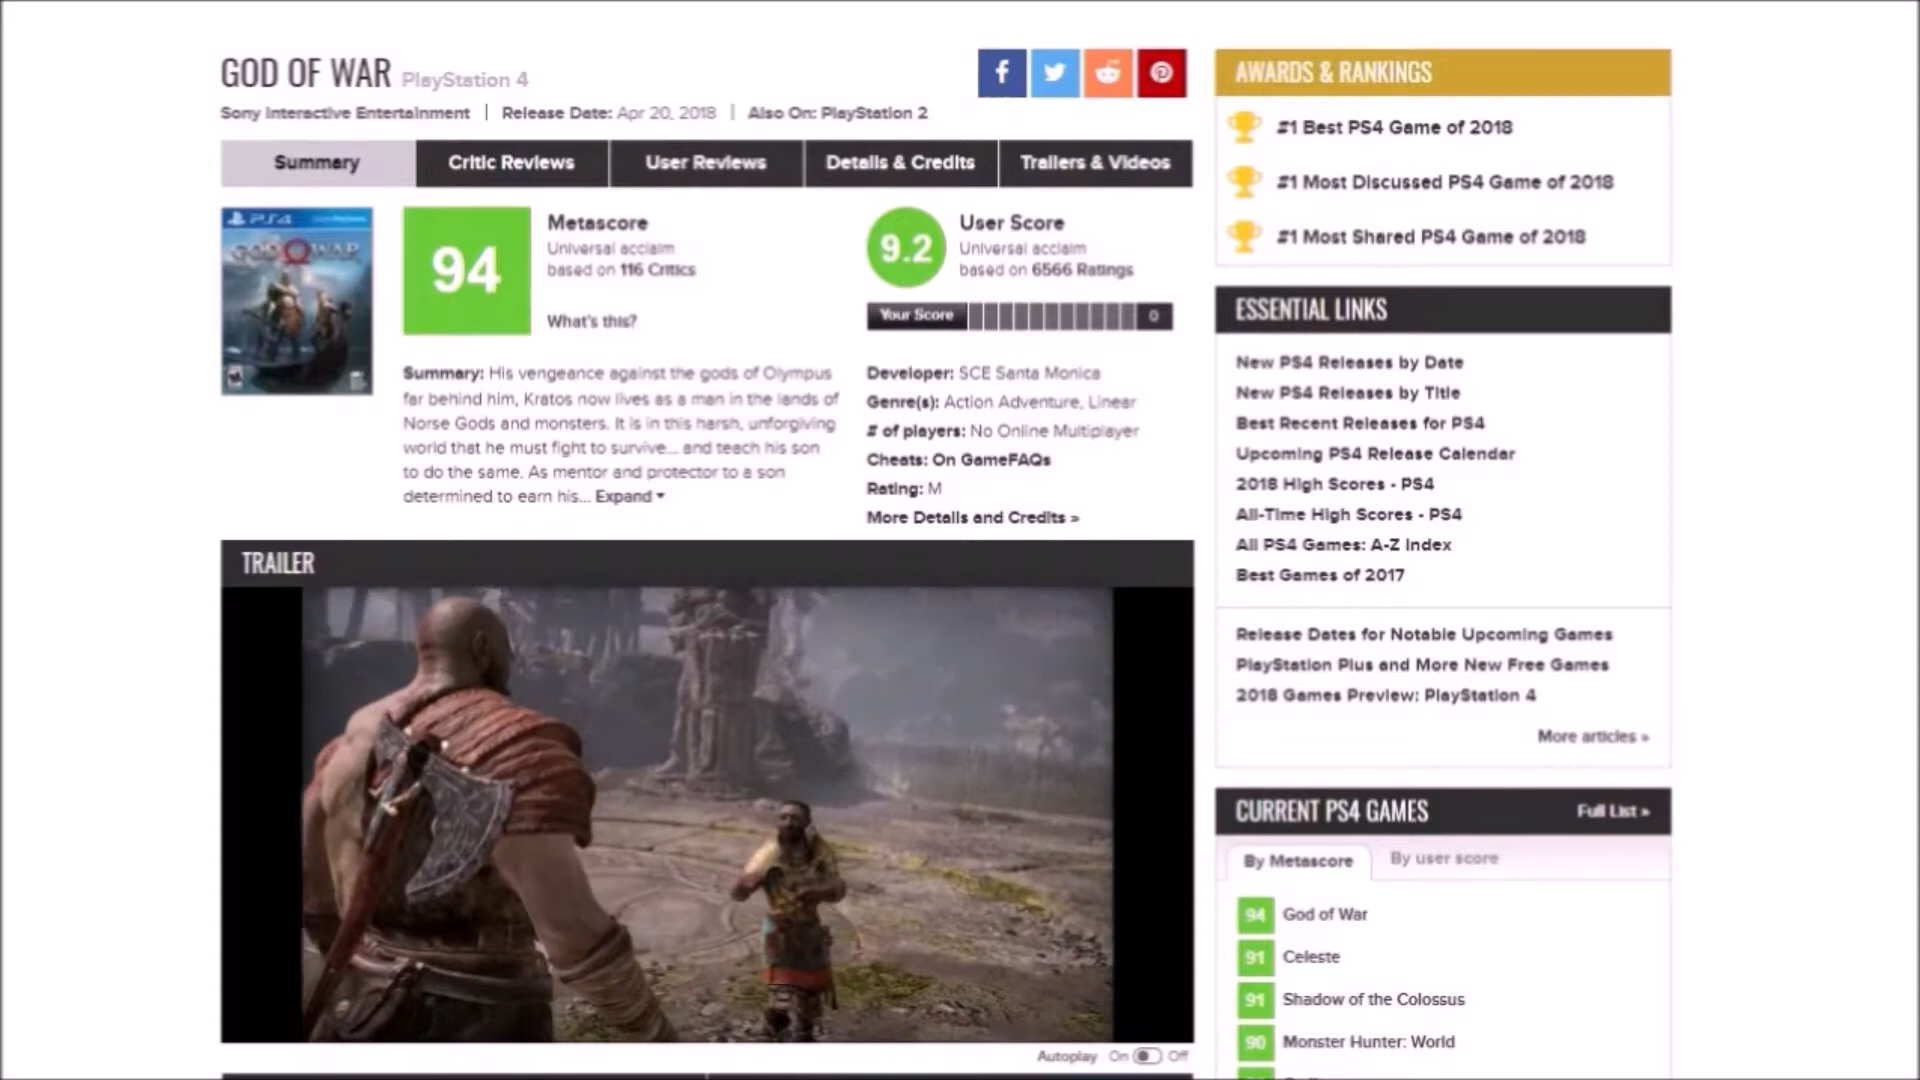 GOD OF WAR PlayStation 4
Sony Interactive Entertainment | Release Date: Apr 20, 2018 | Also On: PlayStation 2
Summary Critic Reviews User Reviews Details & Credits Trailers & Videos
PS4
GOD OF WAR
94
Metascore
Universal acclaim
based on 116 Critics
What's this?
9.2
User Score
Universal acclaim
based on 6566 Ratings
Your Score 0
Summary: His vengeance against the gods of Olympus
far behind him, Kratos now lives as a man in the lands of
Norse Gods and monsters. It is in this harsh, unforgiving
world that he must fight to survive... and teach his son
to do the same. As mentor and protector to a son
determined to earn his... Expand
Developer: SCE Santa Monica
Genre(s): Action Adventure, Linear
# of players: No Online Multiplayer
Cheats: On GameFAQs
Rating: M
More Details and Credits »
TRAILER
Autoplay On Off
AWARDS & RANKINGS
#1 Best PS4 Game of 2018
#1 Most Discussed PS4 Game of 2018
#1 Most Shared PS4 Game of 2018
ESSENTIAL LINKS
New PS4 Releases by Date
New PS4 Releases by Title
Best Recent Releases for PS4
Upcoming PS4 Release Calendar
2018 High Scores - PS4
All-Time High Scores - PS4
All PS4 Games: A-Z Index
Best Games of 2017
Release Dates for Notable Upcoming Games
PlayStation Plus and More New Free Games
2018 Games Preview: PlayStation 4
More articles »
CURRENT PS4 GAMES Full List »
By Metascore By user score
94 God of War
91 Celeste
91 Shadow of the Colossus
90 Monster Hunter: World